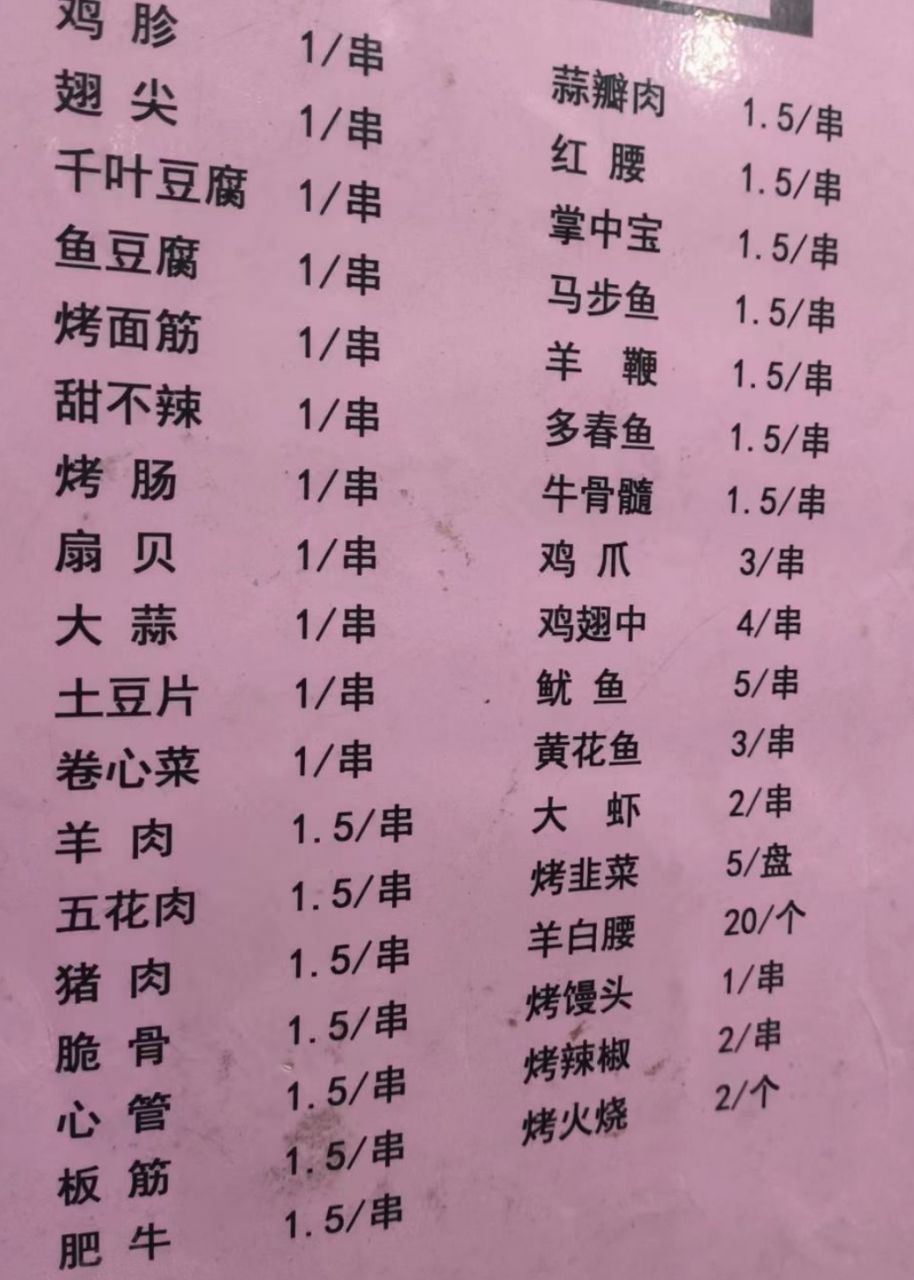 鸡胗 1/串
翅尖 1/串
千叶豆腐 1/串
鱼豆腐 1/串
烤面筋 1/串
甜不辣 1/串
烤肠 1/串
扇贝 1/串
大蒜 1/串
土豆片 1/串
卷心菜 1/串
羊肉 1.5/串
五花肉 1.5/串
猪肉 1.5/串
脆骨 1.5/串
心管 1.5/串
板筋 1.5/串
肥牛 1.5/串
蒜瓣肉 1.5/串
红腰 1.5/串
掌中宝 1.5/串
马步鱼 1.5/串
羊鞭 1.5/串
多春鱼 1.5/串
牛骨髓 1.5/串
鸡爪 3/串
鸡翅中 4/串
鱿鱼 5/串
黄花鱼 3/串
大虾 2/串
烤韭菜 5/盘
羊白腰 20/个
烤馒头 1/串
烤辣椒 2/串
烤火烧 2/个